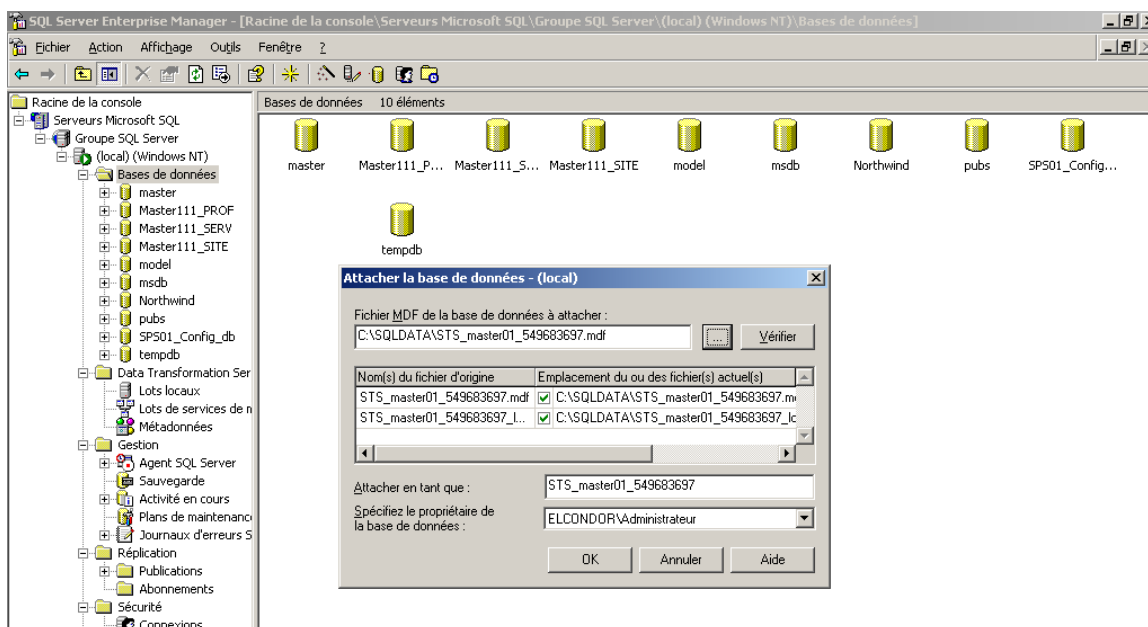 SQL Server Enterprise Manager - [Racine de la console\Serveurs Microsoft SQL\Groupe SQL Server\(local) (Windows NT)\Bases de données]
Fichier Action Affichage Outils Fenêtre ?
Racine de la console
Serveurs Microsoft SQL
Groupe SQL Server
(local) (Windows NT)
Bases de données
master
Master111_PROF
Master111_SERV
Master111_SITE
model
msdb
Northwind
pubs
SPS01_Config_db
tempdb
Data Transformation Ser
Lots locaux
Lots de services de m
Métadonnées
Gestion
Agent SQL Server
Sauvegarde
Activité en cours
Plans de maintenanc
Journaux d'erreurs S
Réplication
Publications
Abonnements
Sécurité
Connexions
Bases de données 10 éléments
master Master111_P... Master111_S... Master111_SITE model msdb Northwind pubs SPS01_Config...
tempdb
Attacher la base de données - (local)
Fichier MDF de la base de données à attacher :
C:\SQLDATA\STS_master01_549683697.mdf ... Vérifier
Nom(s) du fichier d'origine Emplacement du ou des fichier(s) actuel(s)
STS_master01_549683697.mdf C:\SQLDATA\STS_master01_549683697.m
STS_master01_549683697_l... C:\SQLDATA\STS_master01_549683697_lo
Attacher en tant que : STS_master01_549683697
Spécifiez le propriétaire de
la base de données : ELCONDOR\Administrateur
OK Annuler Aide